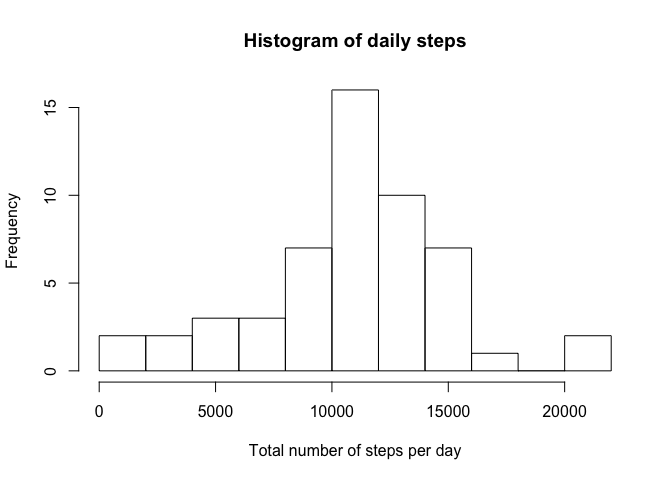 Histogram of daily steps
Frequency
15
10
5
0
0 5000 10000 15000 20000
Total number of steps per day